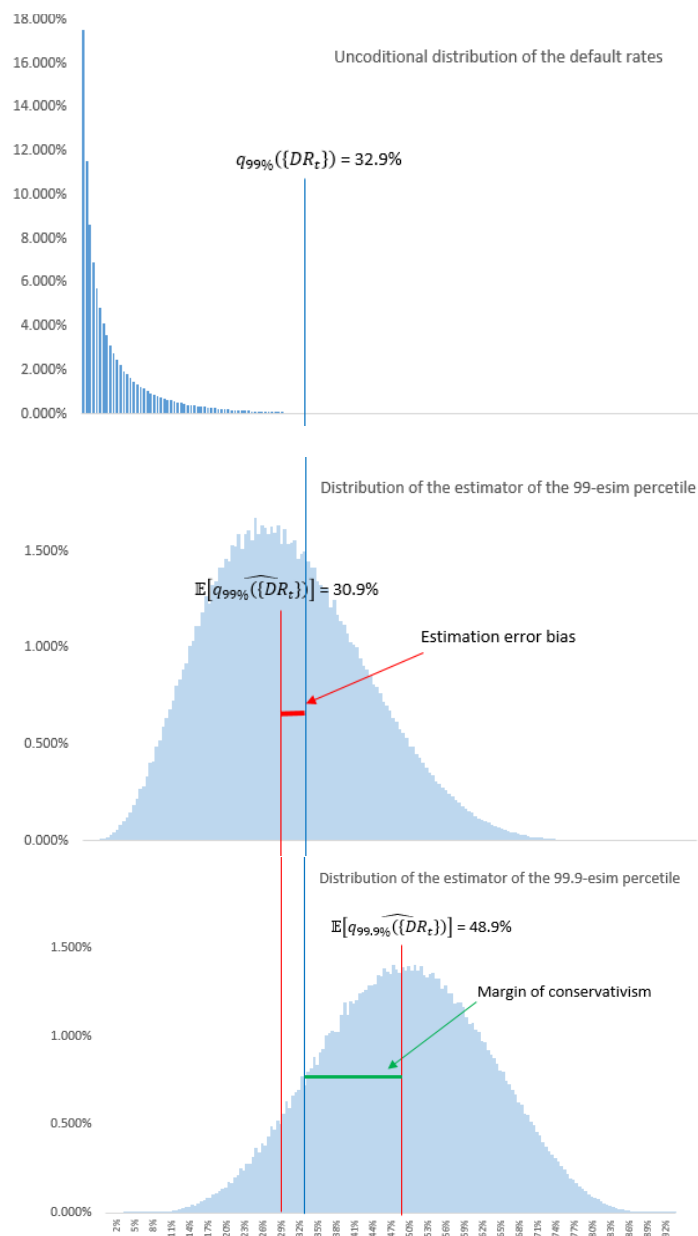 18.000%
Uncoditional distribution of the default rates
16.000%
14.000%
12.000%
q99%({DRt}) = 32.9%
10.000%
8.000%
6.000%
4.000%
2.000%
0.000%
Distribution of the estimator of the 99-esim percetile
1.500%
𝔼[q99%({DRt})] = 30.9%
Estimation error bias
1.000%
0.500%
0.000%
Distribution of the estimator of the 99.9-esim percetile
𝔼[q99.9%({DRt})] = 48.9%
1.500%
Margin of conservativism
1.000%
0.500%
0.000%
2% 5% 8% 11% 14% 17% 20% 23% 26% 29% 32% 35% 38% 41% 44% 47% 50% 53% 56% 59% 62% 65% 68% 71% 74% 77% 80% 83% 86% 89% 92%